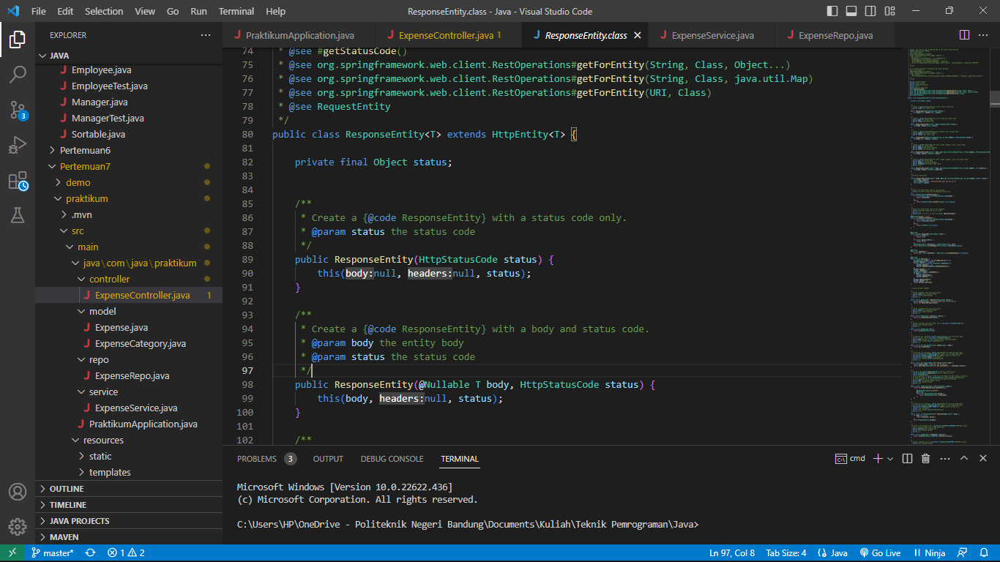 File Edit Selection View Go Run Terminal Help
ResponseEntity.class - Java - Visual Studio Code
EXPLORER
JAVA
Employee.java
EmployeeTest.java
Manager.java
ManagerTest.java
Sortable.java
Pertemuan6
Pertemuan7
demo
praktikum
.mvn
src
main
java\com\java\praktikum
controller
ExpenseController.java 1
model
Expense.java
ExpenseCategory.java
repo
ExpenseRepo.java
service
ExpenseService.java
PraktikumApplication.java
resources
static
templates
OUTLINE
TIMELINE
JAVA PROJECTS
MAVEN
3
PraktikumApplication.java ExpenseController.java 1 ResponseEntity.class ExpenseService.java ExpenseRepo.java
74 * @see #getStatusCode()
75 * @see org.springframework.web.client.RestOperations#getForEntity(String, Class, Object...)
76 * @see org.springframework.web.client.RestOperations#getForEntity(String, Class, java.util.Map)
77 * @see org.springframework.web.client.RestOperations#getForEntity(URI, Class)
78 * @see RequestEntity
79 */
80 public class ResponseEntity<T> extends HttpEntity<T> {
81
82 private final Object status;
83
84
85 /**
86 * Create a {@code ResponseEntity} with a status code only.
87 * @param status the status code
88 */
89 public ResponseEntity(HttpStatusCode status) {
90 this(body:null, headers:null, status);
91 }
92
93 /**
94 * Create a {@code ResponseEntity} with a body and status code.
95 * @param body the entity body
96 * @param status the status code
97 */
98 public ResponseEntity(@Nullable T body, HttpStatusCode status) {
99 this(body, headers:null, status);
100 }
101
102 /**
PROBLEMS 3 OUTPUT DEBUG CONSOLE TERMINAL
cmd
Microsoft Windows [Version 10.0.22622.436]
(c) Microsoft Corporation. All rights reserved.
C:\Users\HP\OneDrive - Politeknik Negeri Bandung\Documents\Kuliah\Teknik Pemrograman\Java>
master* 1 2
Ln 97, Col 8 Tab Size: 4 Java Go Live Ninja